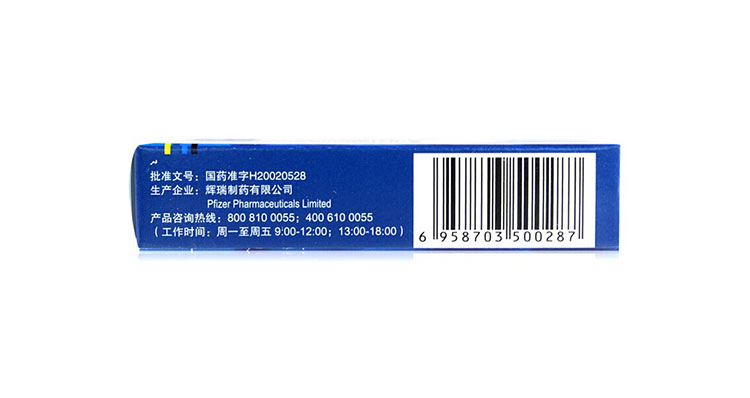 批准文号：国药准字H20020528
生产企业：辉瑞制药有限公司
Pfizer Pharmaceuticals Limited
产品咨询热线：800 810 0055；400 610 0055
（工作时间：周一至周五 9:00-12:00；13:00-18:00）
6 958703 500287